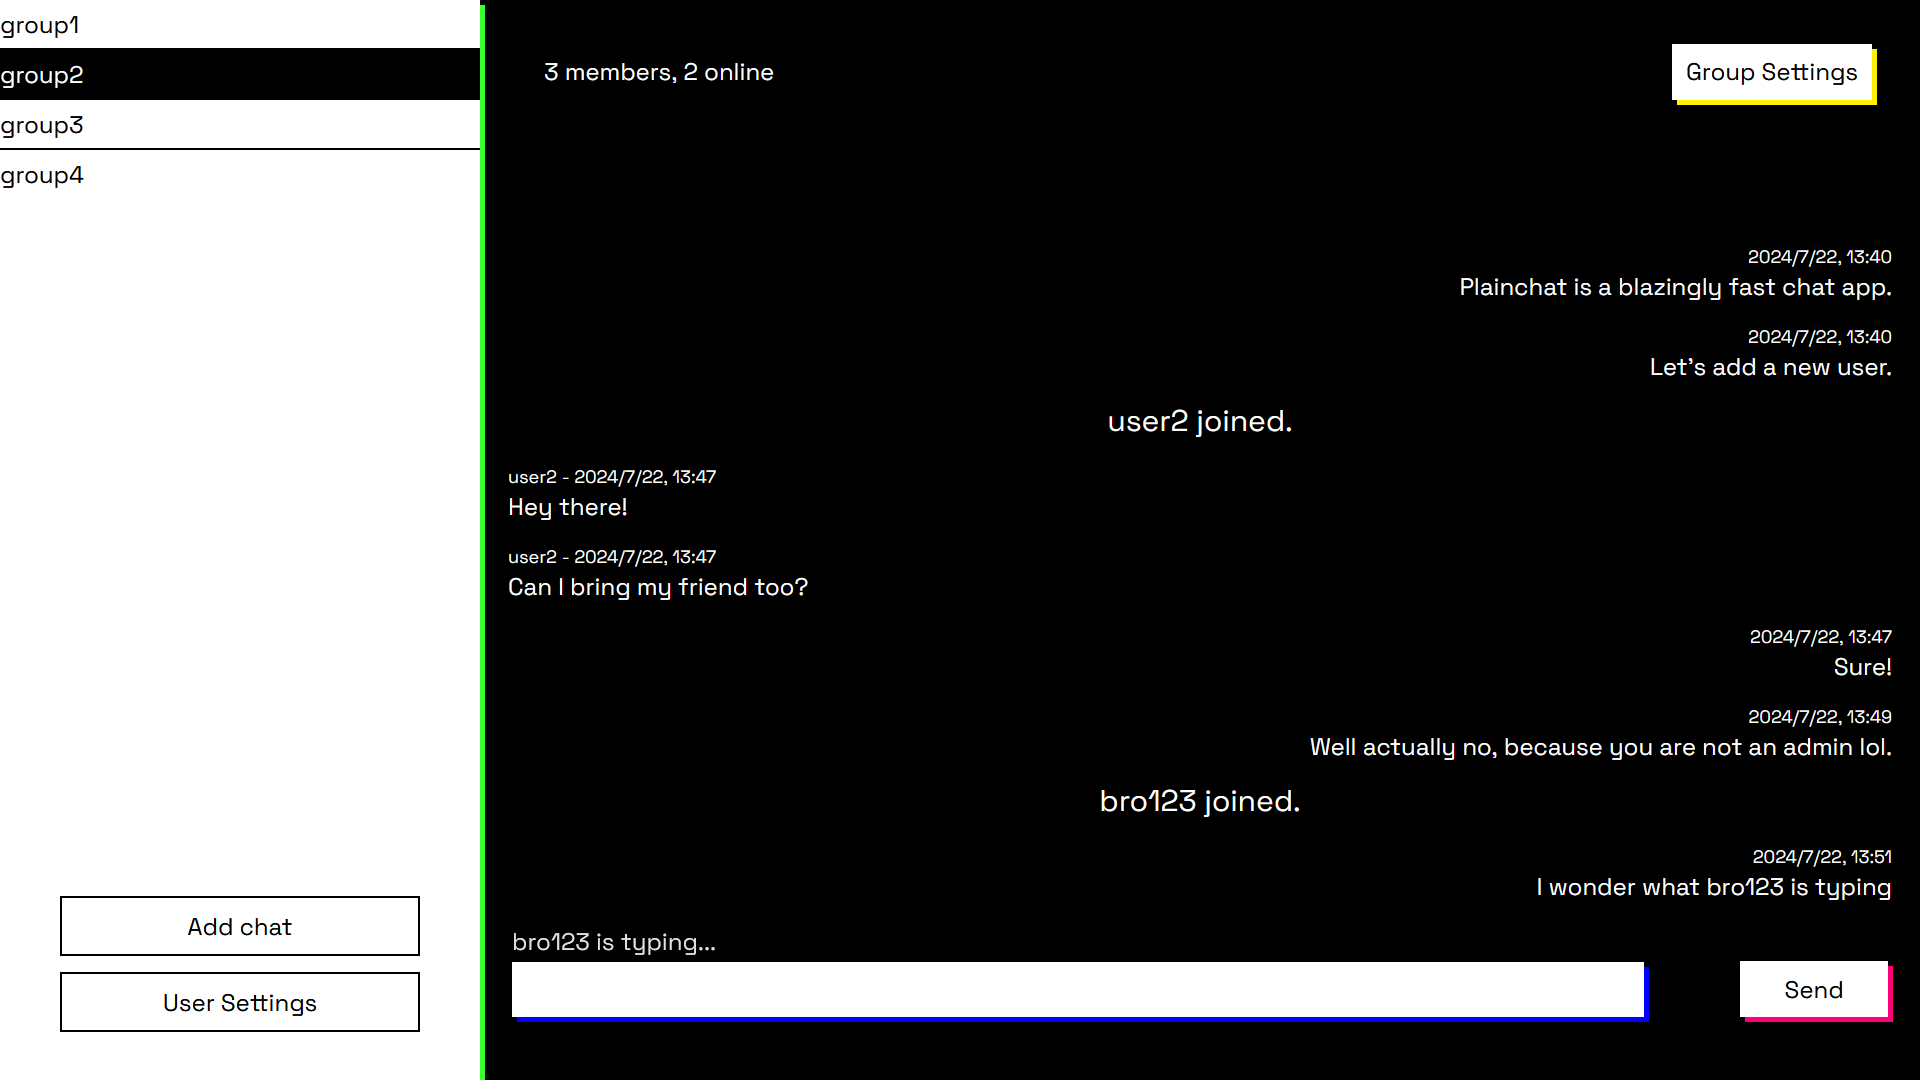 group1
group2
group3
group4
Add chat
User Settings
3 members, 2 online
Group Settings
2024/7/22, 13:40
Plainchat is a blazingly fast chat app.
2024/7/22, 13:40
Let's add a new user.
user2 joined.
user2 - 2024/7/22, 13:47
Hey there!
user2 - 2024/7/22, 13:47
Can I bring my friend too?
2024/7/22, 13:47
Sure!
2024/7/22, 13:49
Well actually no, because you are not an admin lol.
bro123 joined.
2024/7/22, 13:51
I wonder what bro123 is typing
bro123 is typing...
Send